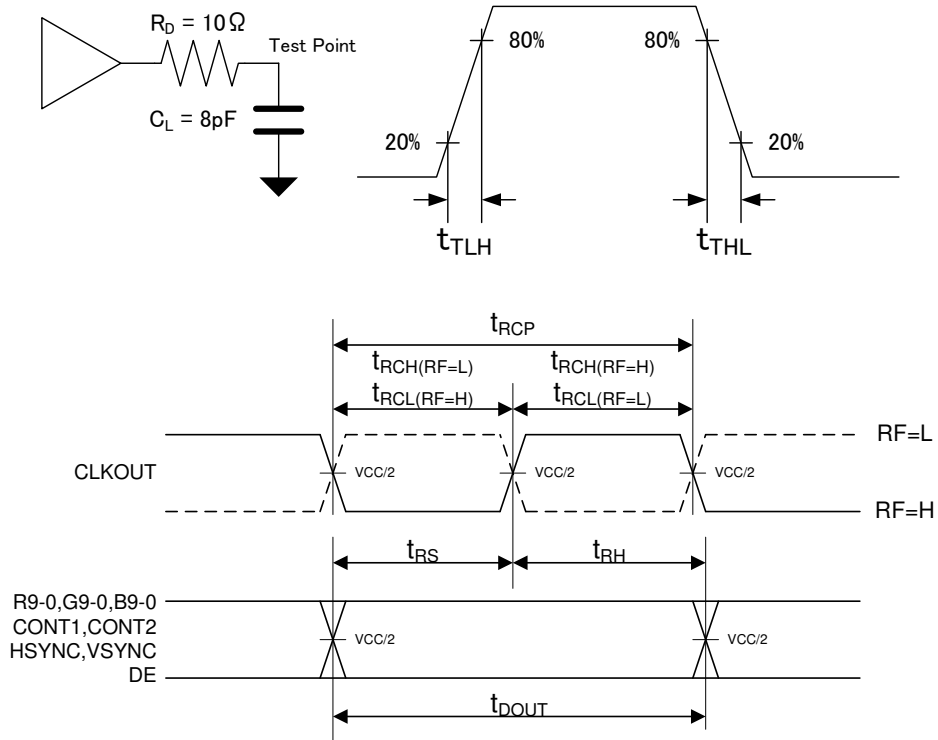 R_D = 10Ω
Test Point
C_L = 8pF
80%
80%
20%
20%
t_TLH
t_THL
t_RCP
t_RCH(RF=L)
t_RCH(RF=H)
t_RCL(RF=H)
t_RCL(RF=L)
RF=L
CLKOUT
VCC/2
VCC/2
VCC/2
RF=H
t_RS
t_RH
R9-0,G9-0,B9-0
CONT1,CONT2
HSYNC,VSYNC
DE
VCC/2
VCC/2
t_DOUT